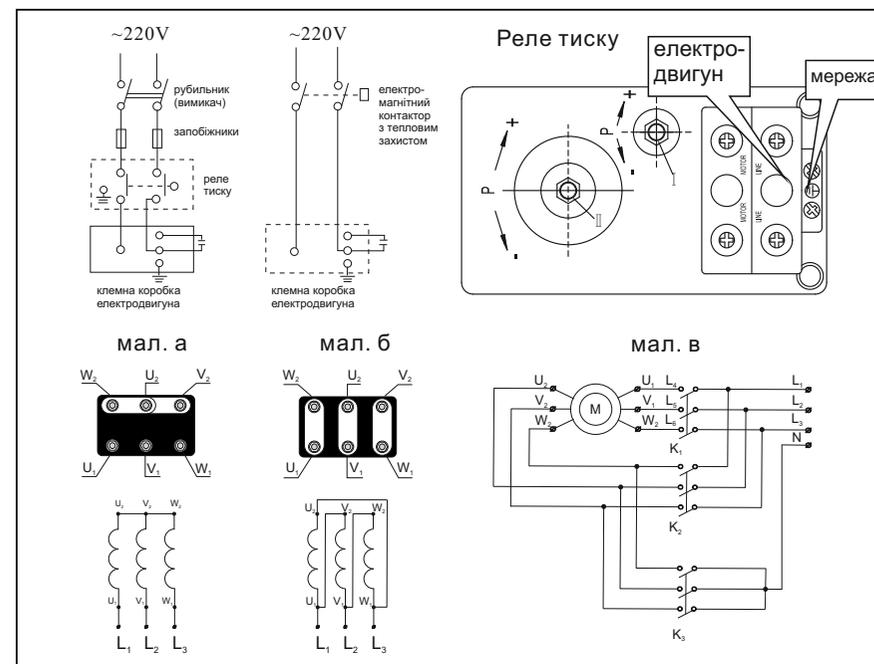 ~220V
рубильник
(вимикач)
запобіжники
реле
тиску
клемна коробка
електродвигуна
~220V
електро-
магнітний
контактор
з тепловим
захистом
клемна коробка
електродвигуна
Реле тиску
електро-
двигун
мережа
+ P -
+ P -
I
II
MOTOR LINE
MOTOR LINE
мал. а
W₂ U₂ V₂
U₁ V₁ W₁
U₂ V₂ W₂
U₁ V₁ W₁
L₁ L₂ L₃
мал. б
W₂ U₂ V₂
U₁ V₁ W₁
U₂ V₂ W₂
U₁ V₁ W₁
L₁ L₂ L₃
мал. в
U₂ U₁ L₄ L₁
V₂ M V₁ L₅ L₂
W₂ W₂ L₆ L₃
N
K₁
K₂
K₃